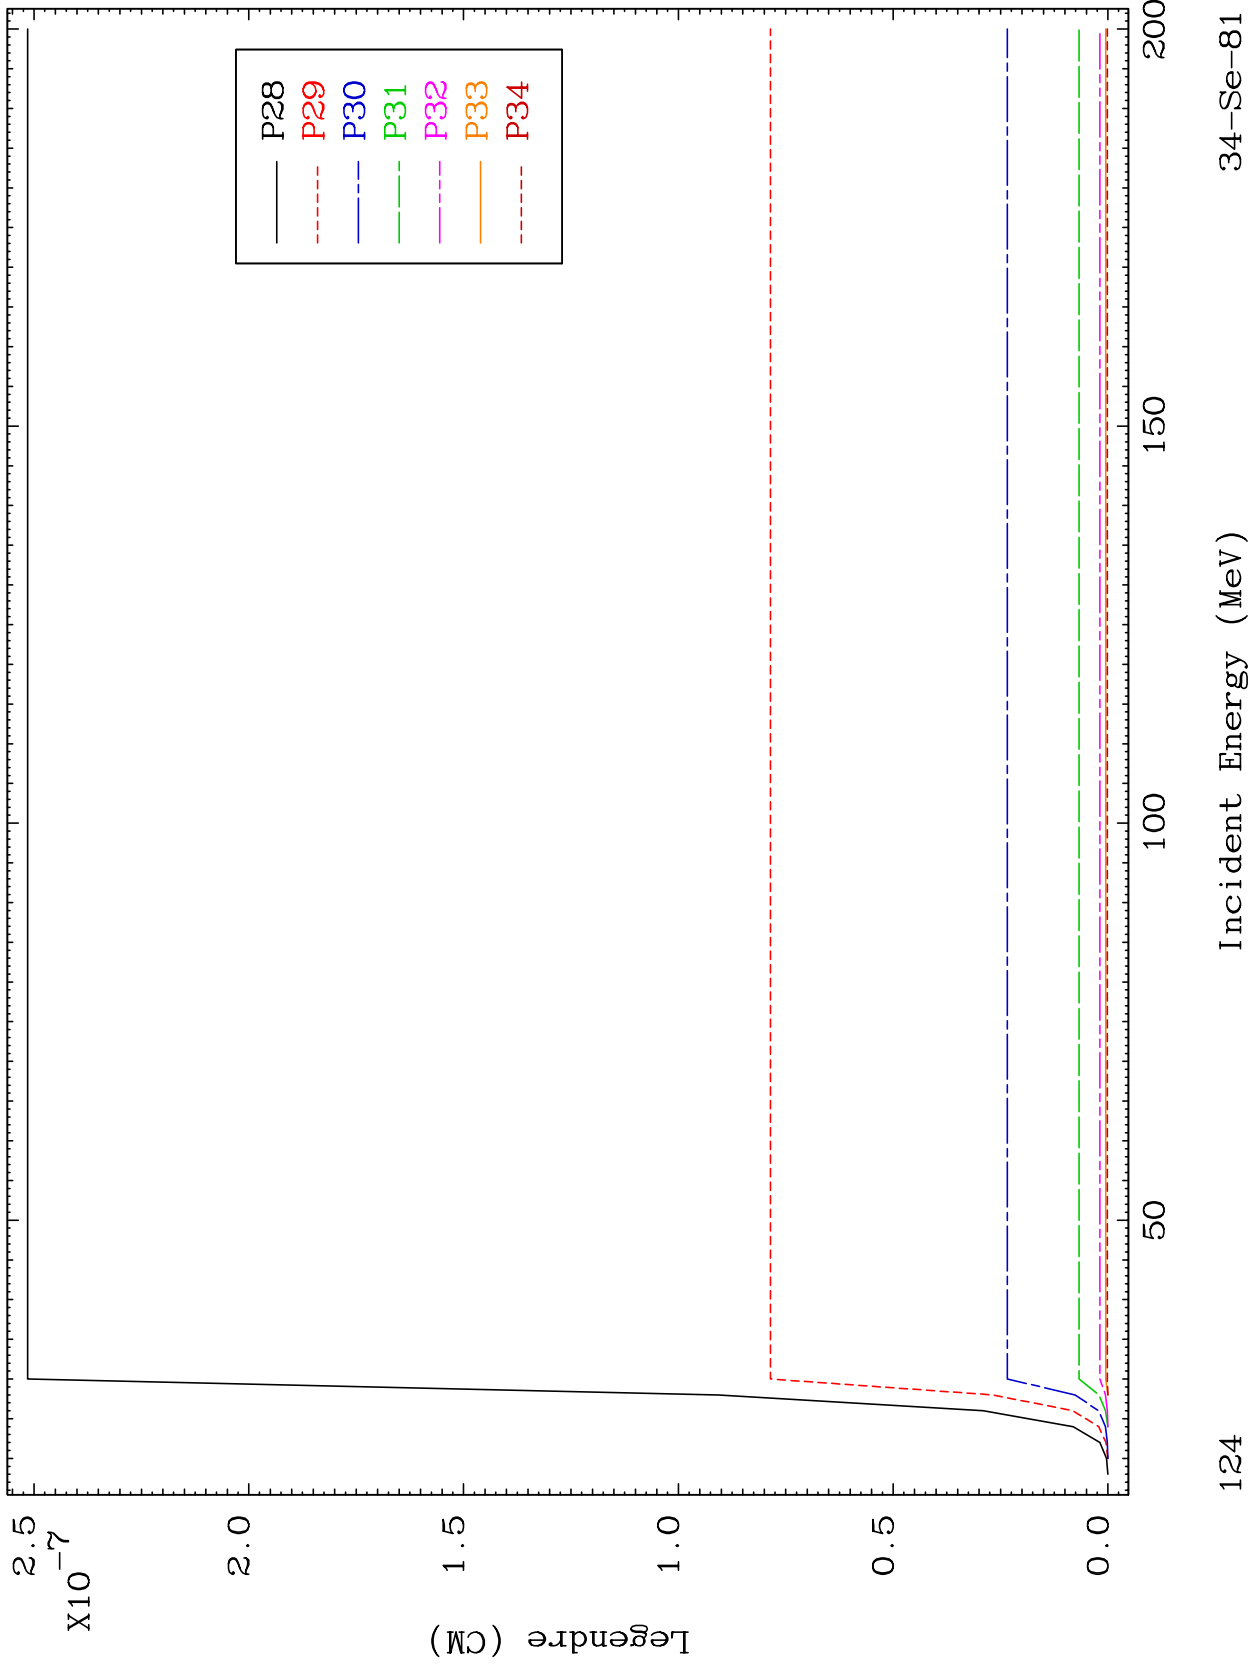 2.5
X10-7
2.0
1.5
1.0
0.5
0.0
Legendre (CM)
P28
P29
P30
P31
P32
P33
P34
50
100
150
200
Incident Energy (MeV)
124
34-Se-81